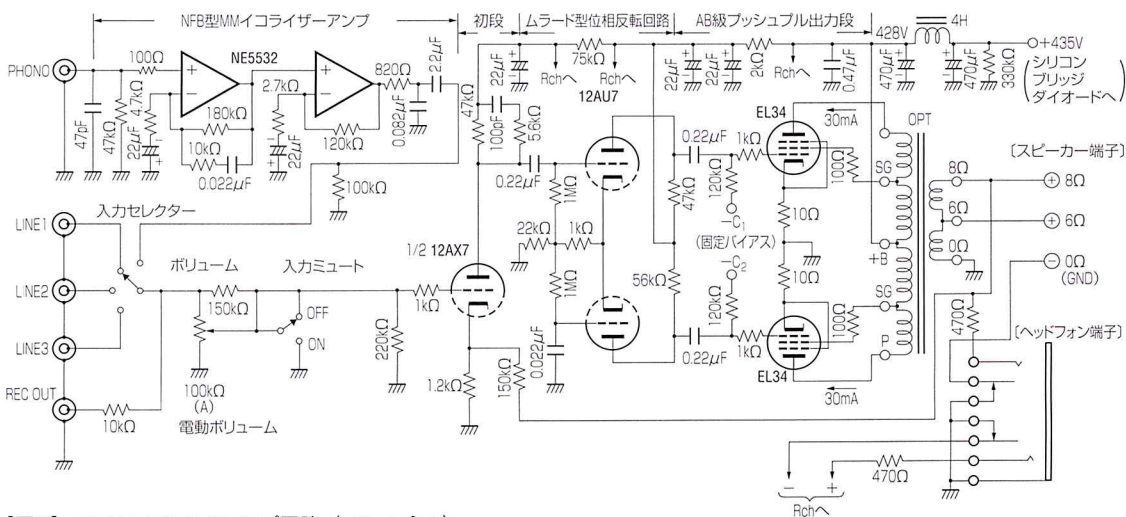 NFB型MMイコライザーアンプ
初段
ムラード型位相反転回路
AB級プッシュプル出力段
428V
4H
+435V
シリコン
ブリッジ
ダイオードへ
PHONO
100Ω
NE5532
820Ω
22μF
75kΩ
Rchへ
Rchへ
22μF
22μF
2kΩ
Rchへ
0.47μF
470μF
470μF
330kΩ
47pF
47kΩ
4.7kΩ
22μF
180kΩ
10kΩ
0.022μF
2.7kΩ
22μF
120kΩ
0.082μF
2.2μF
100kΩ
47kΩ
100pF
5.6kΩ
0.22μF
12AU7
0.22μF
1kΩ
EL34
30mA
OPT
SG
100Ω
〔スピーカー端子〕
8Ω
8Ω
6Ω
6Ω
0Ω
0Ω
(GND)
入力セレクター
LINE1
LINE2
LINE3
REC OUT
10kΩ
ボリューム
150kΩ
入力ミュート
OFF
ON
100kΩ
(A)
電動ボリューム
220kΩ
1kΩ
1/2 12AX7
1.2kΩ
150kΩ
1MΩ
22kΩ
1kΩ
1MΩ
0.022μF
47kΩ
56kΩ
120kΩ
−C1
(固定バイアス)
−C2
120kΩ
0.22μF
1kΩ
10Ω
10Ω
+B
SG
100Ω
P
EL34
30mA
470Ω
〔ヘッドフォン端子〕
470Ω
− +
Rchへ